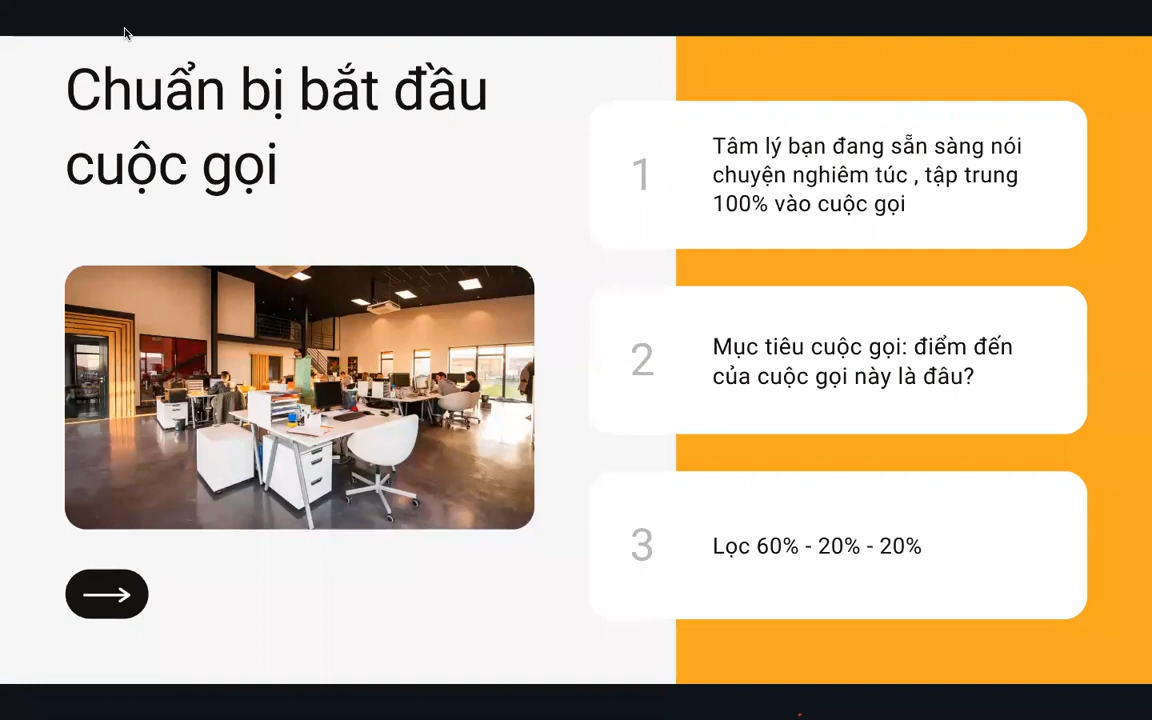 Chuẩn bị bắt đầu
cuộc gọi
1
Tâm lý bạn đang sẵn sàng nói
chuyện nghiêm túc , tập trung
100% vào cuộc gọi
2
Mục tiêu cuộc gọi: điểm đến
của cuộc gọi này là đâu?
3
Lọc 60% - 20% - 20%